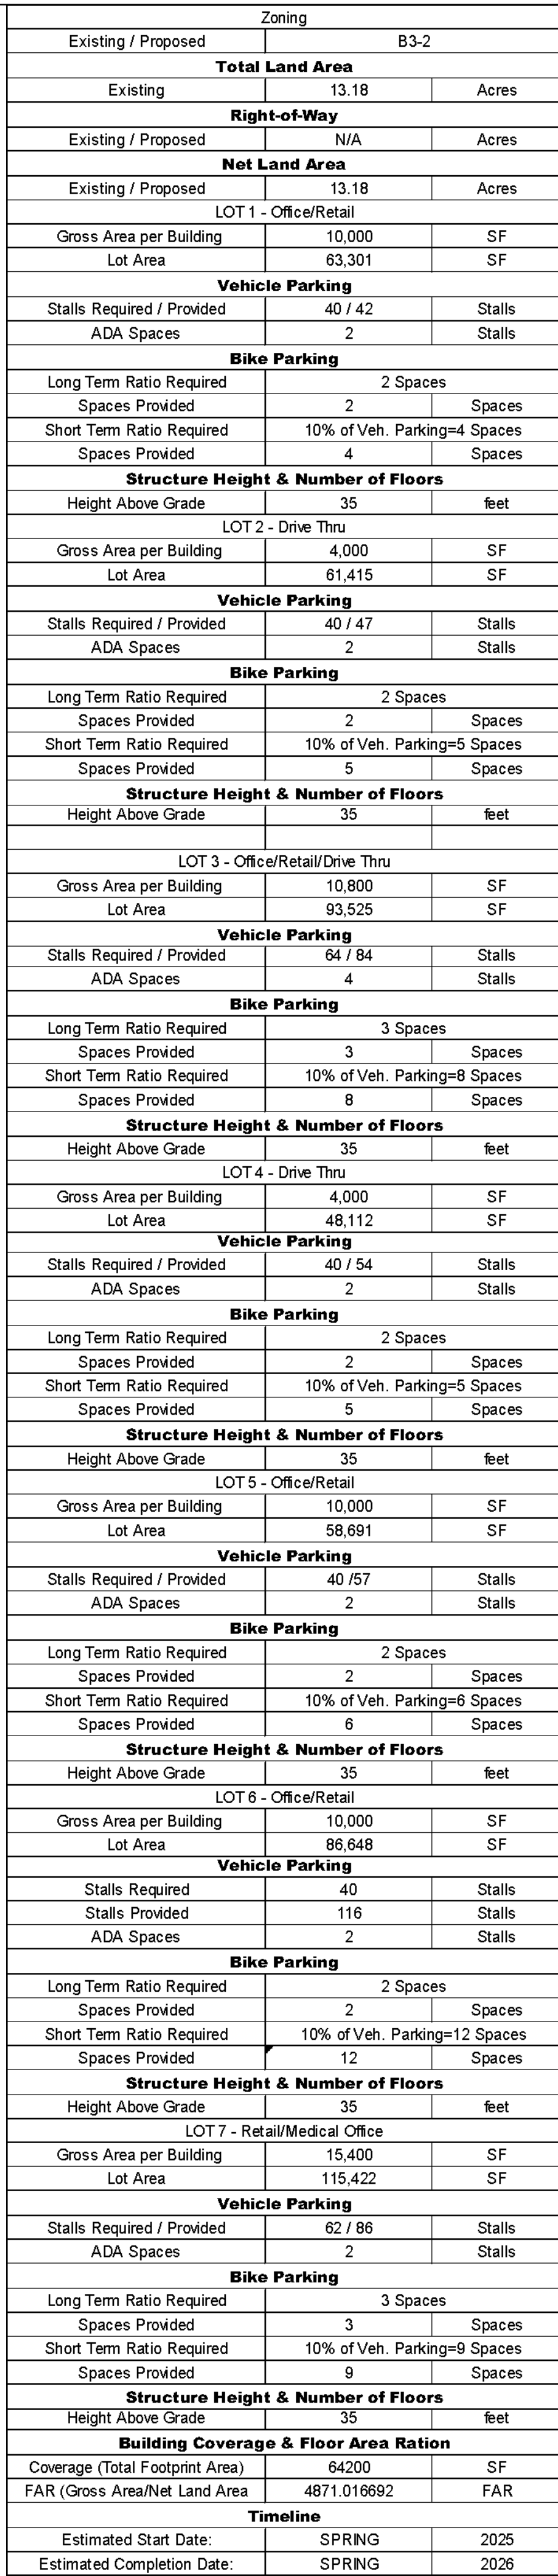 Zoning
Existing / Proposed B3-2
Total Land Area
Existing 13.18 Acres
Right-of-Way
Existing / Proposed N/A Acres
Net Land Area
Existing / Proposed 13.18 Acres
LOT 1 - Office/Retail
Gross Area per Building 10,000 SF
Lot Area 63,301 SF
Vehicle Parking
Stalls Required / Provided 40 / 42 Stalls
ADA Spaces 2 Stalls
Bike Parking
Long Term Ratio Required 2 Spaces
Spaces Provided 2 Spaces
Short Term Ratio Required 10% of Veh. Parking=4 Spaces
Spaces Provided 4 Spaces
Structure Height & Number of Floors
Height Above Grade 35 feet
LOT 2 - Drive Thru
Gross Area per Building 4,000 SF
Lot Area 61,415 SF
Vehicle Parking
Stalls Required / Provided 40 / 47 Stalls
ADA Spaces 2 Stalls
Bike Parking
Long Term Ratio Required 2 Spaces
Spaces Provided 2 Spaces
Short Term Ratio Required 10% of Veh. Parking=5 Spaces
Spaces Provided 5 Spaces
Structure Height & Number of Floors
Height Above Grade 35 feet
LOT 3 - Office/Retail/Drive Thru
Gross Area per Building 10,800 SF
Lot Area 93,525 SF
Vehicle Parking
Stalls Required / Provided 64 / 84 Stalls
ADA Spaces 4 Stalls
Bike Parking
Long Term Ratio Required 3 Spaces
Spaces Provided 3 Spaces
Short Term Ratio Required 10% of Veh. Parking=8 Spaces
Spaces Provided 8 Spaces
Structure Height & Number of Floors
Height Above Grade 35 feet
LOT 4 - Drive Thru
Gross Area per Building 4,000 SF
Lot Area 48,112 SF
Vehicle Parking
Stalls Required / Provided 40 / 54 Stalls
ADA Spaces 2 Stalls
Bike Parking
Long Term Ratio Required 2 Spaces
Spaces Provided 2 Spaces
Short Term Ratio Required 10% of Veh. Parking=5 Spaces
Spaces Provided 5 Spaces
Structure Height & Number of Floors
Height Above Grade 35 feet
LOT 5 - Office/Retail
Gross Area per Building 10,000 SF
Lot Area 58,691 SF
Vehicle Parking
Stalls Required / Provided 40 /57 Stalls
ADA Spaces 2 Stalls
Bike Parking
Long Term Ratio Required 2 Spaces
Spaces Provided 2 Spaces
Short Term Ratio Required 10% of Veh. Parking=6 Spaces
Spaces Provided 6 Spaces
Structure Height & Number of Floors
Height Above Grade 35 feet
LOT 6 - Office/Retail
Gross Area per Building 10,000 SF
Lot Area 86,648 SF
Vehicle Parking
Stalls Required 40 Stalls
Stalls Provided 116 Stalls
ADA Spaces 2 Stalls
Bike Parking
Long Term Ratio Required 2 Spaces
Spaces Provided 2 Spaces
Short Term Ratio Required 10% of Veh. Parking=12 Spaces
Spaces Provided 12 Spaces
Structure Height & Number of Floors
Height Above Grade 35 feet
LOT 7 - Retail/Medical Office
Gross Area per Building 15,400 SF
Lot Area 115,422 SF
Vehicle Parking
Stalls Required / Provided 62 / 86 Stalls
ADA Spaces 2 Stalls
Bike Parking
Long Term Ratio Required 3 Spaces
Spaces Provided 3 Spaces
Short Term Ratio Required 10% of Veh. Parking=9 Spaces
Spaces Provided 9 Spaces
Structure Height & Number of Floors
Height Above Grade 35 feet
Building Coverage & Floor Area Ration
Coverage (Total Footprint Area) 64200 SF
FAR (Gross Area/Net Land Area 4871.016692 FAR
Timeline
Estimated Start Date: SPRING 2025
Estimated Completion Date: SPRING 2026